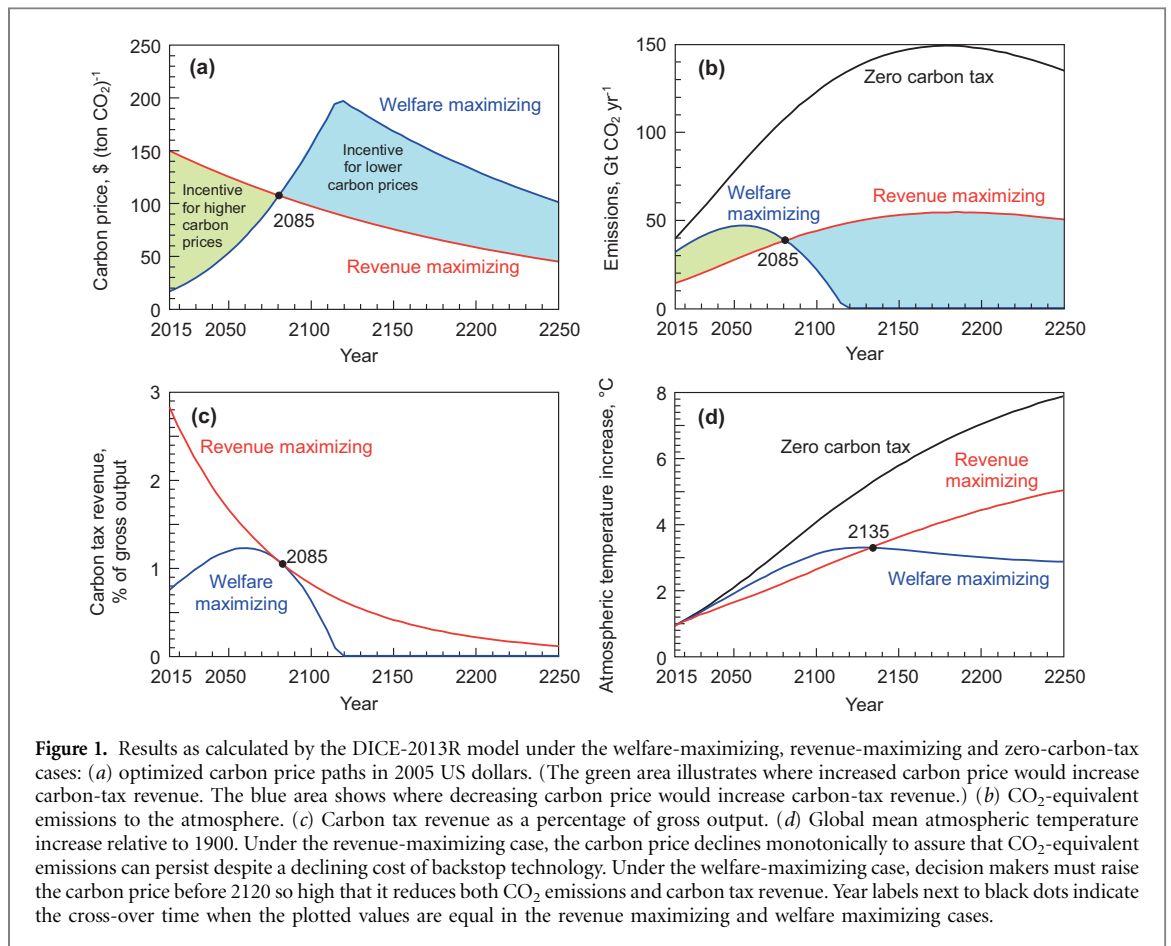 250
200
150
100
50
0
Carbon price, $ (ton CO₂)⁻¹
(a)
Welfare maximizing
Incentive
for lower
carbon prices
Incentive
for higher
carbon
prices
2085
Revenue maximizing
2015 2050 2100 2150 2200 2250
Year
150
100
50
0
Emissions, Gt CO₂ yr⁻¹
(b)
Zero carbon tax
Welfare
maximizing
Revenue maximizing
2085
2015 2050 2100 2150 2200 2250
Year
3
2
1
0
Carbon tax revenue,
% of gross output
(c)
Revenue maximizing
2085
Welfare
maximizing
2015 2050 2100 2150 2200 2250
Year
8
6
4
2
0
Atmospheric temperature increase, °C
(d)
Zero carbon tax
Revenue
maximizing
2135
Welfare maximizing
2015 2050 2100 2150 2200 2250
Year
Figure 1. Results as calculated by the DICE-2013R model under the welfare-maximizing, revenue-maximizing and zero-carbon-tax
cases: (a) optimized carbon price paths in 2005 US dollars. (The green area illustrates where increased carbon price would increase
carbon-tax revenue. The blue area shows where decreasing carbon price would increase carbon-tax revenue.) (b) CO₂-equivalent
emissions to the atmosphere. (c) Carbon tax revenue as a percentage of gross output. (d) Global mean atmospheric temperature
increase relative to 1900. Under the revenue-maximizing case, the carbon price declines monotonically to assure that CO₂-equivalent
emissions can persist despite a declining cost of backstop technology. Under the welfare-maximizing case, decision makers must raise
the carbon price before 2120 so high that it reduces both CO₂ emissions and carbon tax revenue. Year labels next to black dots indicate
the cross-over time when the plotted values are equal in the revenue maximizing and welfare maximizing cases.